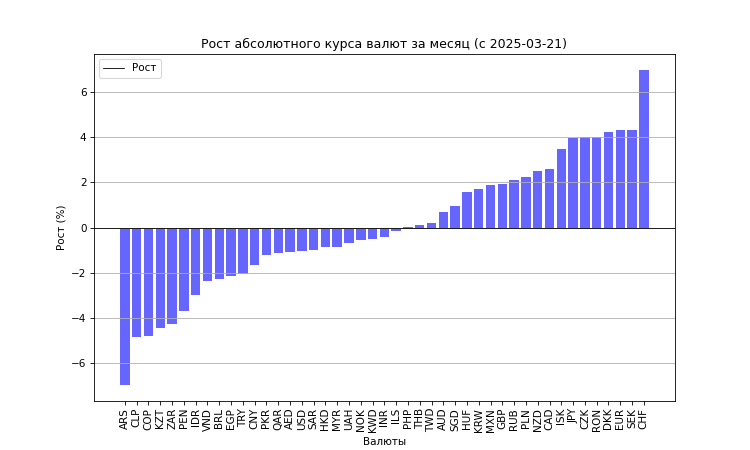 Рост абсолютного курса валют за месяц (с 2025-03-21)
Рост
6
4
2
0
−2
−4
−6
Рост (%)
ARS CLP COP KZT ZAR PEN IDR VND BRL EGP TRY CNY PKR QAR AED USD SAR HKD MYR UAH NOK KWD INR ILS PHP THB TWD AUD SGD HUF KRW MXN GBP RUB PLN NZD CAD ISK JPY CZK RON DKK EUR SEK CHF
Валюты